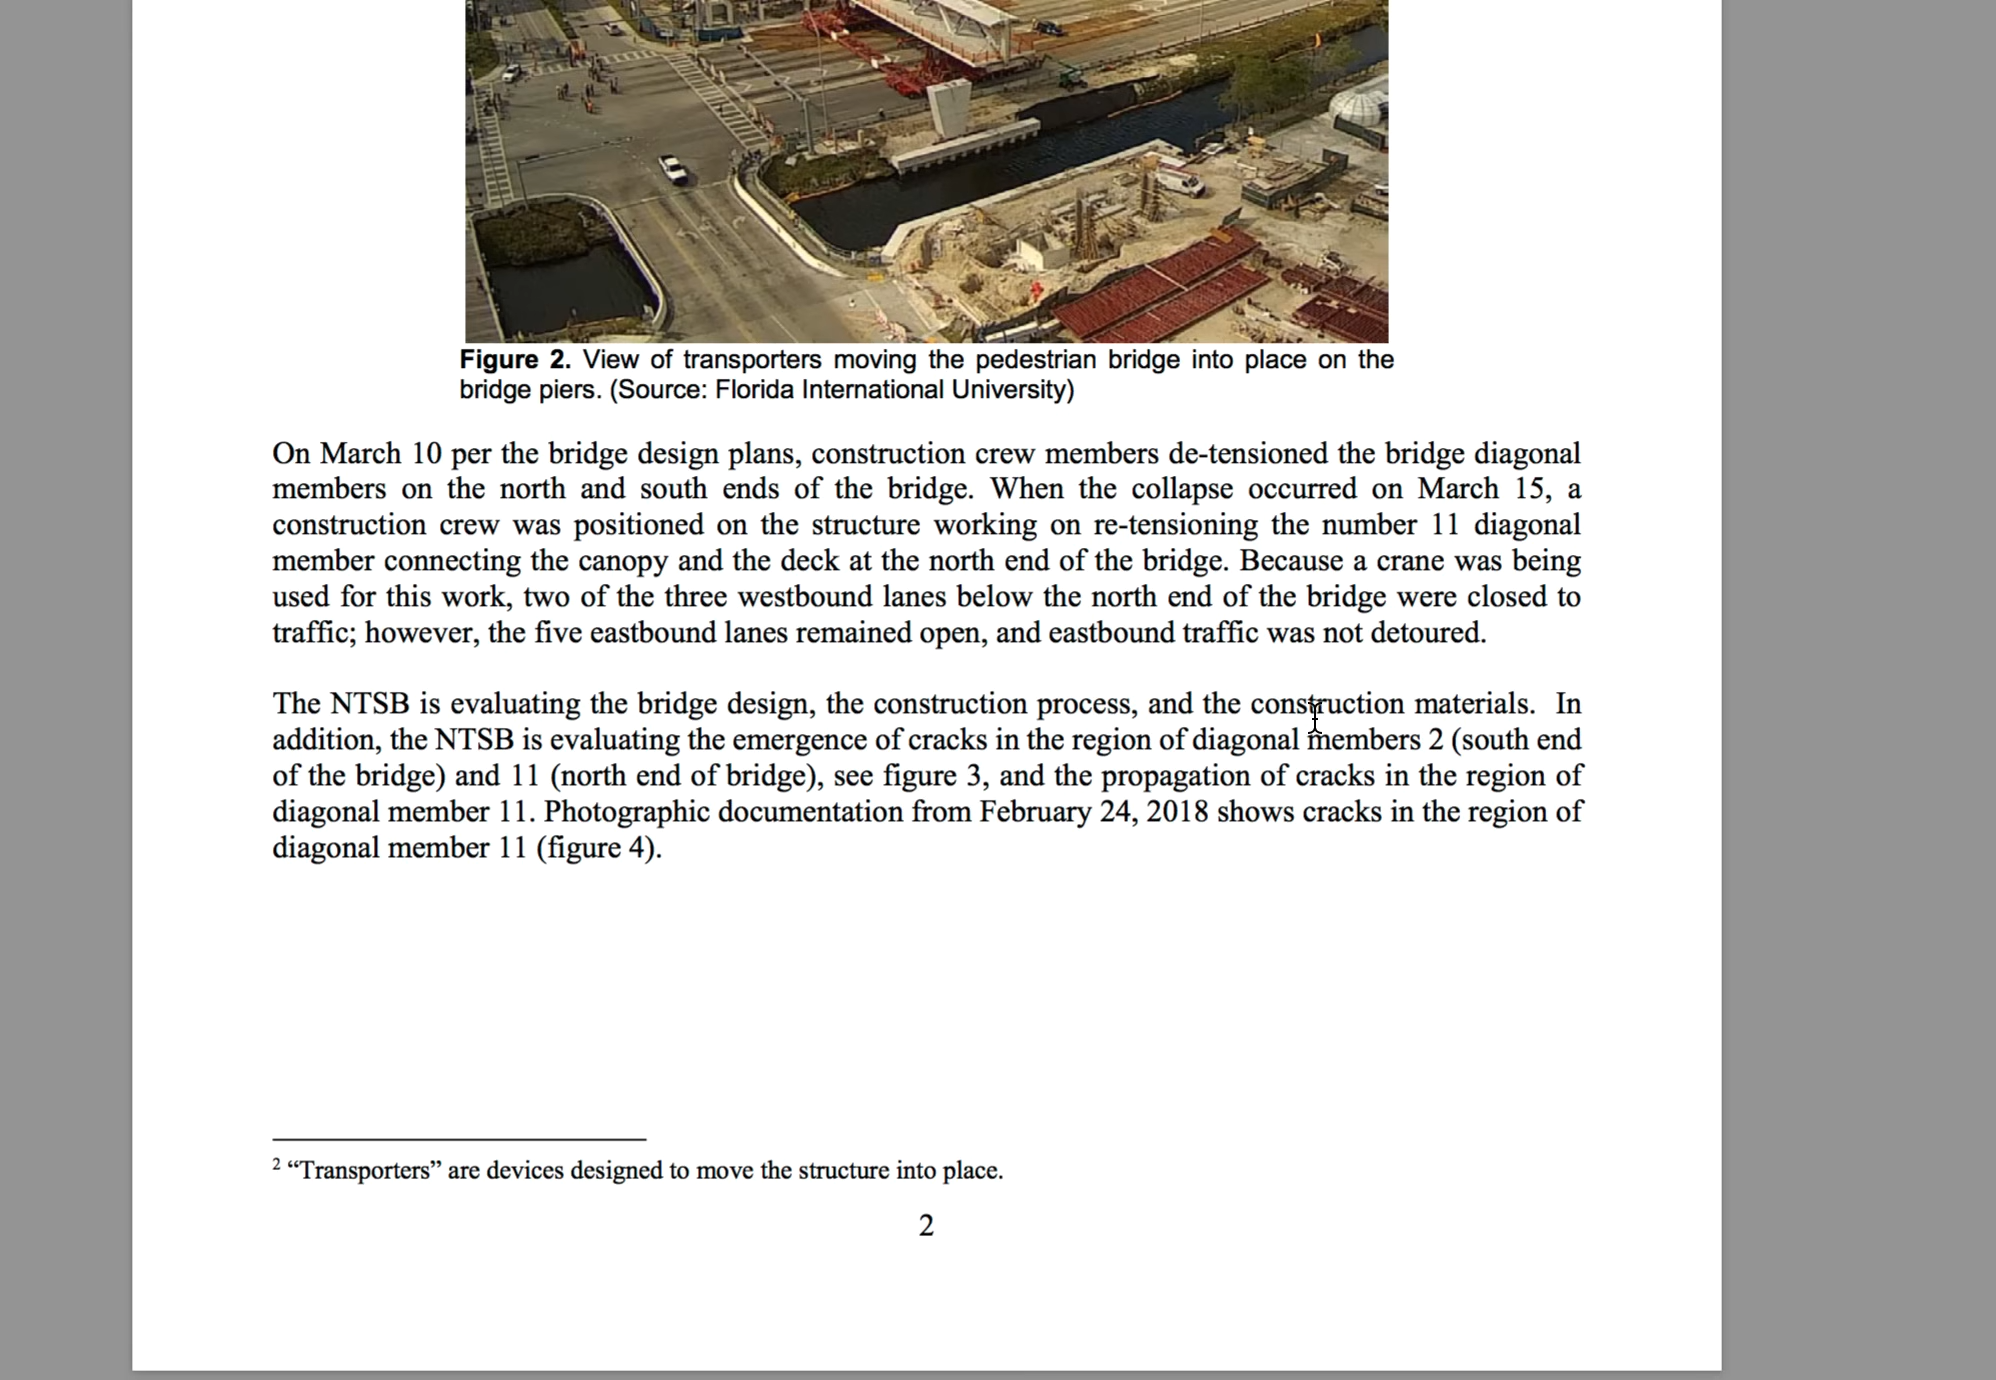 Figure 2. View of transporters moving the pedestrian bridge into place on the
bridge piers. (Source: Florida International University)
On March 10 per the bridge design plans, construction crew members de-tensioned the bridge diagonal
members on the north and south ends of the bridge. When the collapse occurred on March 15, a
construction crew was positioned on the structure working on re-tensioning the number 11 diagonal
member connecting the canopy and the deck at the north end of the bridge. Because a crane was being
used for this work, two of the three westbound lanes below the north end of the bridge were closed to
traffic; however, the five eastbound lanes remained open, and eastbound traffic was not detoured.
The NTSB is evaluating the bridge design, the construction process, and the construction materials.  In
addition, the NTSB is evaluating the emergence of cracks in the region of diagonal members 2 (south end
of the bridge) and 11 (north end of bridge), see figure 3, and the propagation of cracks in the region of
diagonal member 11. Photographic documentation from February 24, 2018 shows cracks in the region of
diagonal member 11 (figure 4).
2 “Transporters” are devices designed to move the structure into place.
2